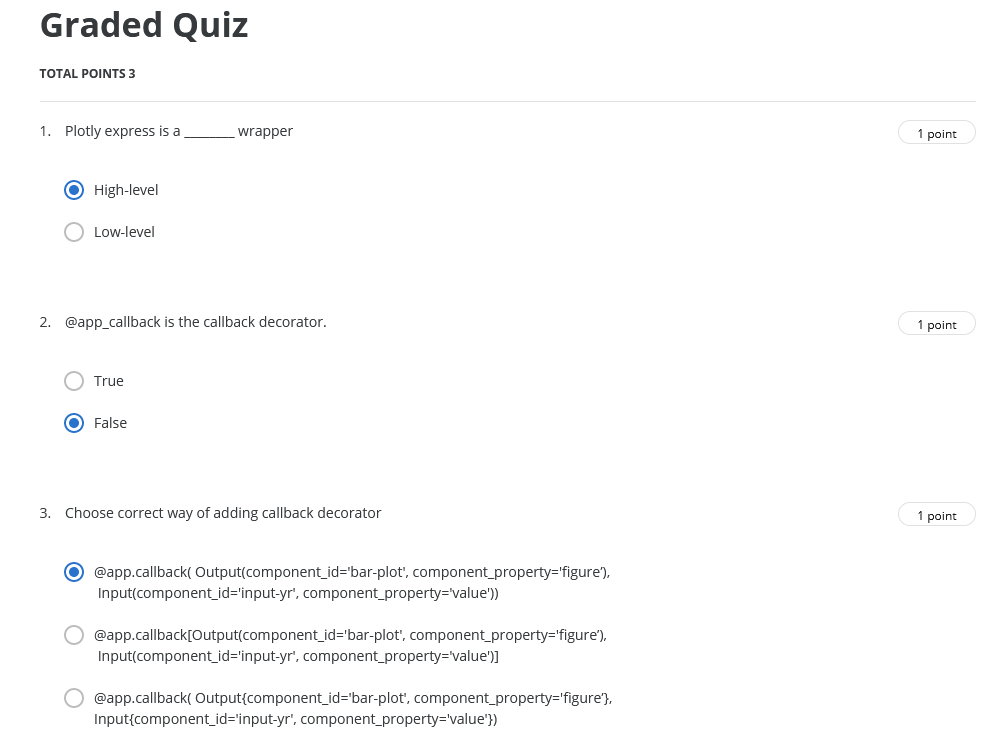 Graded Quiz
TOTAL POINTS 3
1. Plotly express is a _______ wrapper
1 point
High-level
Low-level
2. @app_callback is the callback decorator.
1 point
True
False
3. Choose correct way of adding callback decorator
1 point
@app.callback( Output(component_id='bar-plot', component_property='figure’),
Input(component_id='input-yr', component_property='value'))
@app.callback[Output(component_id='bar-plot', component_property='figure’),
Input(component_id='input-yr', component_property='value')]
@app.callback( Output{component_id='bar-plot', component_property='figure’},
Input{component_id='input-yr', component_property='value'})